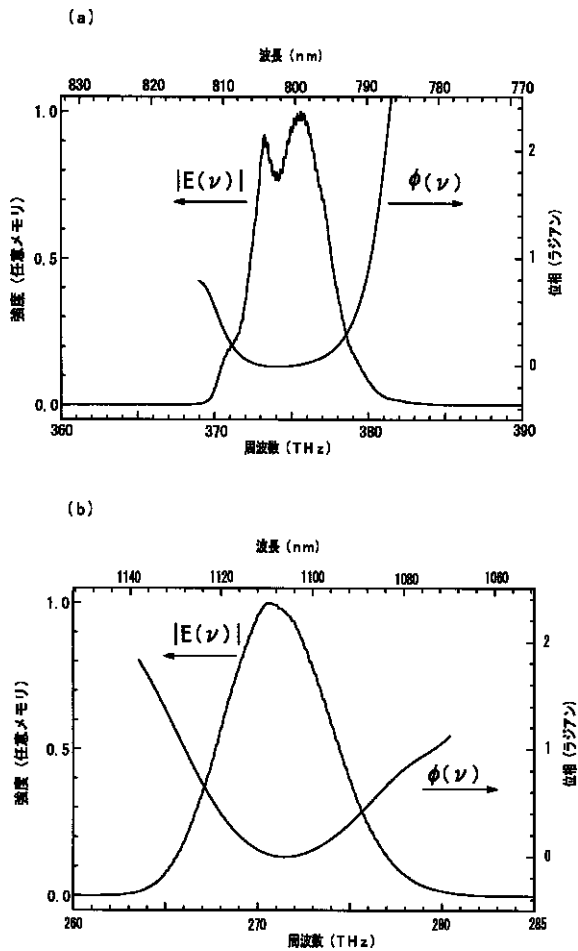 (a)
波長(nm)
830 820 810 800 790 780 770
1.0
0.5
0.0
強度(任意メモリ)
|E(ν)|
φ(ν)
2
1
0
位相(ラジアン)
360 370 380 390
周波数(THz)
(b)
波長(nm)
1140 1120 1100 1080 1060
1.0
0.5
0.0
強度(任意メモリ)
|E(ν)|
φ(ν)
2
1
0
位相(ラジアン)
260 270 280 285
周波数(THz)